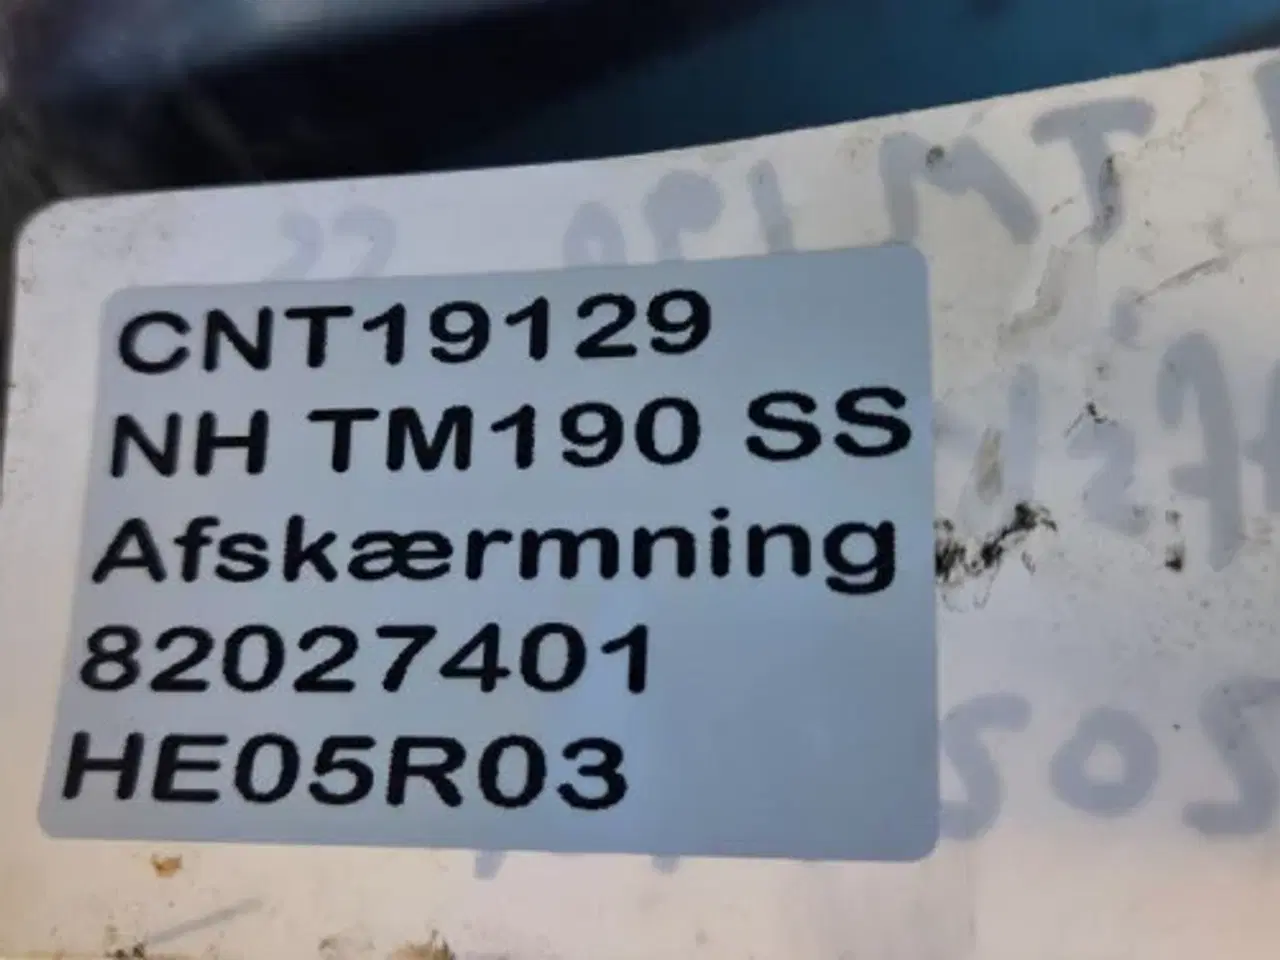 CNT19129
NH TM190 SS
Afskærmning
82027401
HE05R03